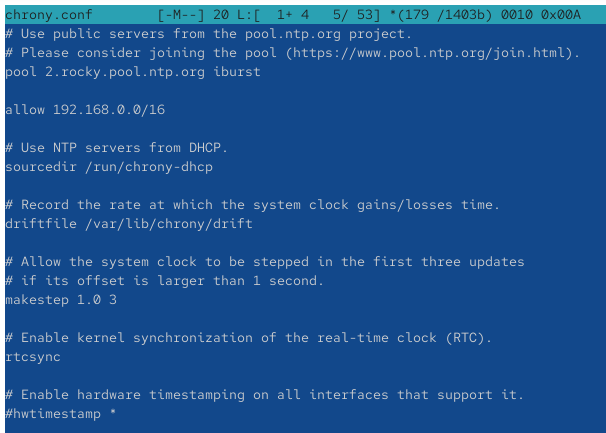 chrony.conf [-M--] 20 L:[ 1+ 4 5/ 53] *(179 /1403b) 0010 0x00A
# Use public servers from the pool.ntp.org project.
# Please consider joining the pool (https://www.pool.ntp.org/join.html).
pool 2.rocky.pool.ntp.org iburst
allow 192.168.0.0/16
# Use NTP servers from DHCP.
sourcedir /run/chrony-dhcp
# Record the rate at which the system clock gains/losses time.
driftfile /var/lib/chrony/drift
# Allow the system clock to be stepped in the first three updates
# if its offset is larger than 1 second.
makestep 1.0 3
# Enable kernel synchronization of the real-time clock (RTC).
rtcsync
# Enable hardware timestamping on all interfaces that support it.
#hwtimestamp *